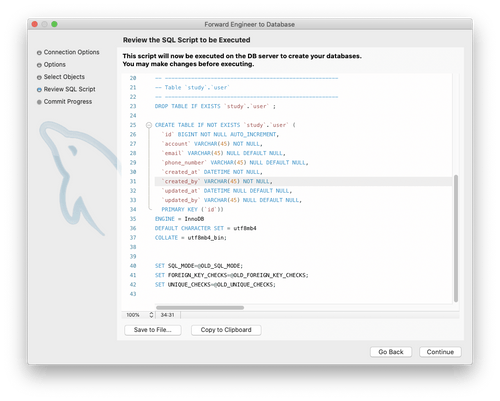 Forward Engineer to Database
Review the SQL Script to be Executed
Connection Options
Options
Select Objects
Review SQL Script
Commit Progress
This script will now be executed on the DB server to create your databases.
You may make changes before executing.
20 -- -----------------------------------------------------
21 -- Table `study`.`user`
22 -- -----------------------------------------------------
23 DROP TABLE IF EXISTS `study`.`user` ;
24
25 CREATE TABLE IF NOT EXISTS `study`.`user` (
26 `id` BIGINT NOT NULL AUTO_INCREMENT,
27 `account` VARCHAR(45) NOT NULL,
28 `email` VARCHAR(45) NULL DEFAULT NULL,
29 `phone_number` VARCHAR(45) NULL DEFAULT NULL,
30 `created_at` DATETIME NOT NULL,
31 `created_by` VARCHAR(45) NOT NULL,
32 `updated_at` DATETIME NULL DEFAULT NULL,
33 `updated_by` VARCHAR(45) NULL DEFAULT NULL,
34 PRIMARY KEY (`id`))
35 ENGINE = InnoDB
36 DEFAULT CHARACTER SET = utf8mb4
37 COLLATE = utf8mb4_bin;
38
39
40 SET SQL_MODE=@OLD_SQL_MODE;
41 SET FOREIGN_KEY_CHECKS=@OLD_FOREIGN_KEY_CHECKS;
42 SET UNIQUE_CHECKS=@OLD_UNIQUE_CHECKS;
43
100% 34:31
Save to File... Copy to Clipboard
Go Back Continue